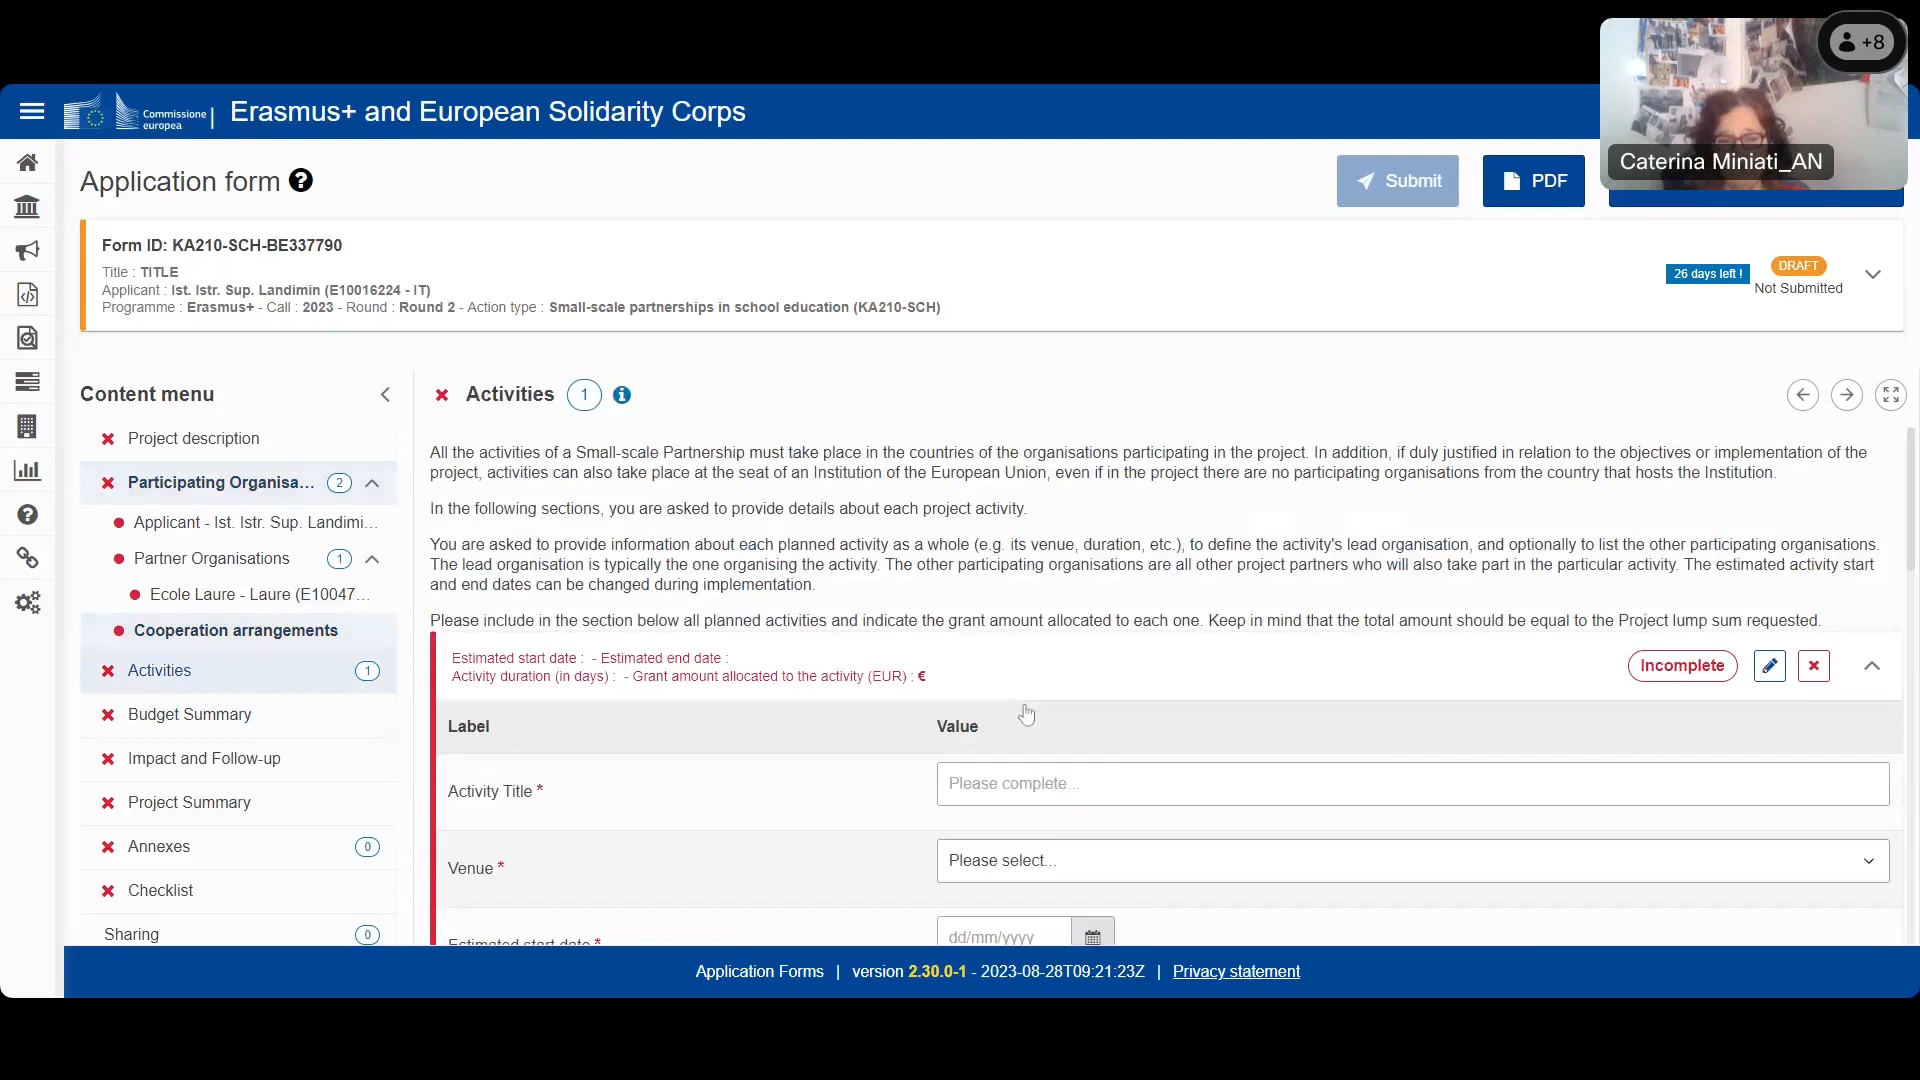 +8
Caterina Miniati_AN
Commissione europea
Erasmus+ and European Solidarity Corps
Application form
Submit
PDF
Form ID: KA210-SCH-BE337790
Title : TITLE
Applicant : Ist. Istr. Sup. Landimin (E10016224 - IT)
Programme : Erasmus+ - Call : 2023 - Round : Round 2 - Action type : Small-scale partnerships in school education (KA210-SCH)
26 days left !
DRAFT
Not Submitted
Content menu
Project description
Participating Organisa... 2
Applicant - Ist. Istr. Sup. Landimi...
Partner Organisations 1
Ecole Laure - Laure (E10047...
Cooperation arrangements
Activities 1
Budget Summary
Impact and Follow-up
Project Summary
Annexes 0
Checklist
Sharing 0
Activities 1
All the activities of a Small-scale Partnership must take place in the countries of the organisations participating in the project. In addition, if duly justified in relation to the objectives or implementation of the
project, activities can also take place at the seat of an Institution of the European Union, even if in the project there are no participating organisations from the country that hosts the Institution.
In the following sections, you are asked to provide details about each project activity.
You are asked to provide information about each planned activity as a whole (e.g. its venue, duration, etc.), to define the activity's lead organisation, and optionally to list the other participating organisations.
The lead organisation is typically the one organising the activity. The other participating organisations are all other project partners who will also take part in the particular activity. The estimated activity start
and end dates can be changed during implementation.
Please include in the section below all planned activities and indicate the grant amount allocated to each one. Keep in mind that the total amount should be equal to the Project lump sum requested.
Estimated start date : - Estimated end date :
Activity duration (in days) : - Grant amount allocated to the activity (EUR) : €
Incomplete
Label Value
Activity Title * Please complete...
Venue * Please select...
Estimated start date * dd/mm/yyyy
Application Forms | version 2.30.0-1 - 2023-08-28T09:21:23Z | Privacy statement